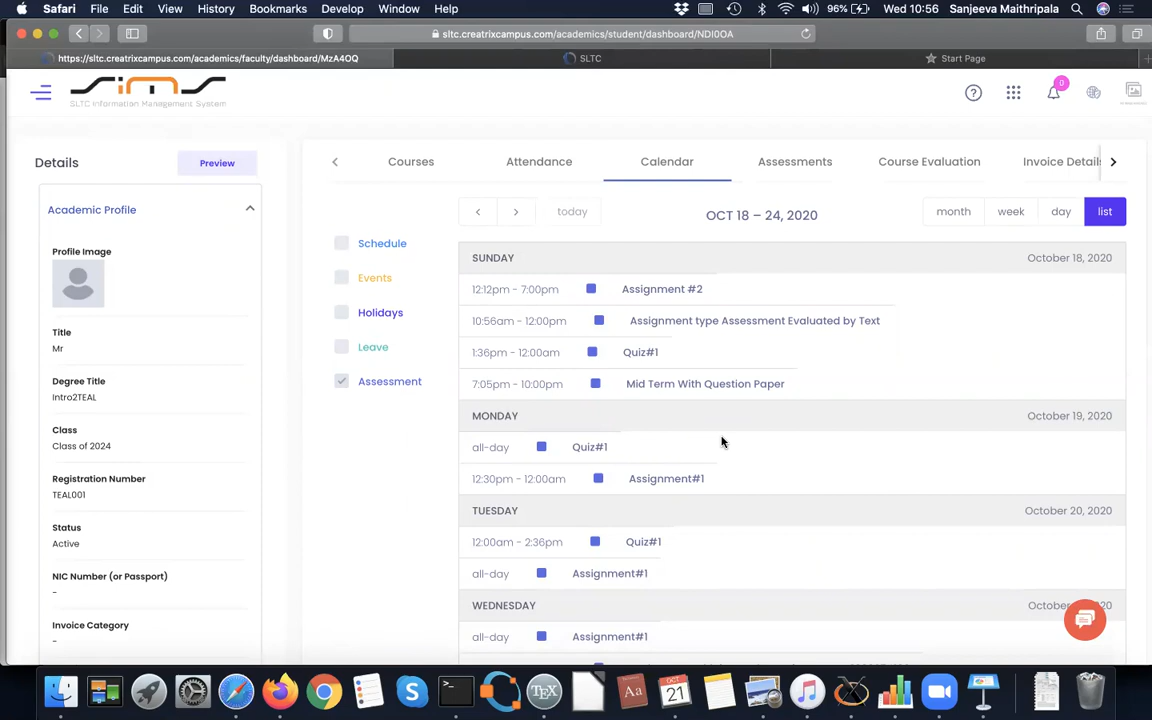 Safari File Edit View History Bookmarks Develop Window Help 96% Wed 10:56 Sanjeeva Maithripala
sltc.creatrixcampus.com/academics/student/dashboard/NDI0OA
https://sltc.creatrixcampus.com/academics/faculty/dashboard/MzA4OQ SLTC Start Page
SIMS
SLTC Information Management System
0
Details Preview
Academic Profile
Profile Image
Title
Mr
Degree Title
Intro2TEAL
Class
Class of 2024
Registration Number
TEAL001
Status
Active
NIC Number (or Passport)
-
Invoice Category
-
Courses Attendance Calendar Assessments Course Evaluation Invoice Details
today OCT 18 – 24, 2020 month week day list
Schedule
Events
Holidays
Leave
Assessment
SUNDAY October 18, 2020
12:12pm - 7:00pm Assignment #2
10:56am - 12:00pm Assignment type Assessment Evaluated by Text
1:36pm - 12:00am Quiz#1
7:05pm - 10:00pm Mid Term With Question Paper
MONDAY October 19, 2020
all-day Quiz#1
12:30pm - 12:00am Assignment#1
TUESDAY October 20, 2020
12:00am - 2:36pm Quiz#1
all-day Assignment#1
WEDNESDAY
all-day Assignment#1
>_ TEX Aa OCT 21